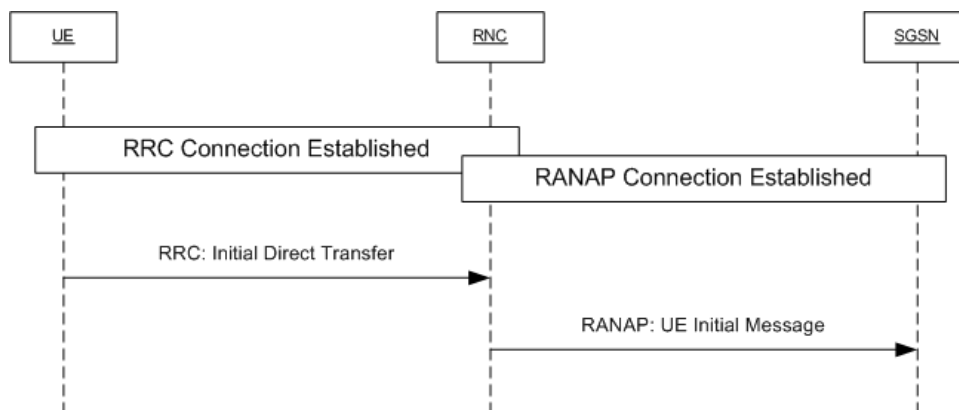 UE
RNC
SGSN
RRC Connection Established
RANAP Connection Established
RRC: Initial Direct Transfer
RANAP: UE Initial Message